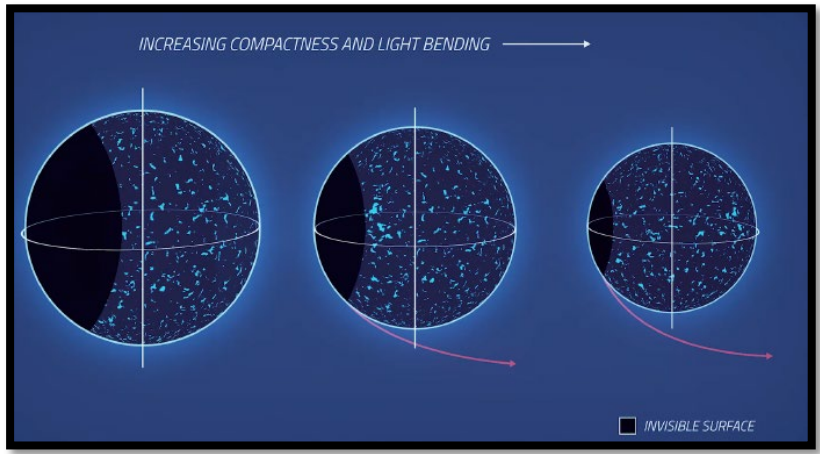 INCREASING COMPACTNESS AND LIGHT BENDING
INVISIBLE SURFACE